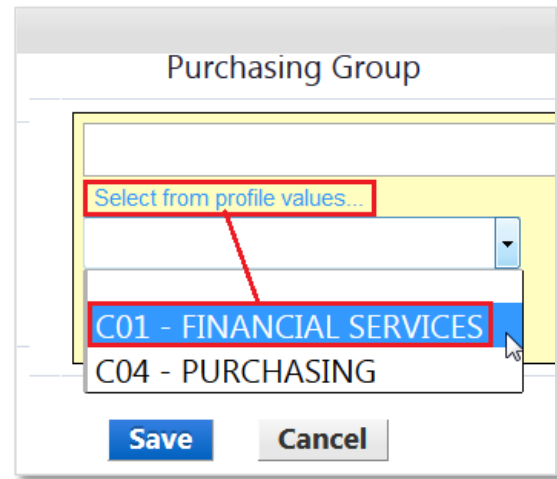 Purchasing Group
Select from profile values...
C01 - FINANCIAL SERVICES
C04 - PURCHASING
Save Cancel